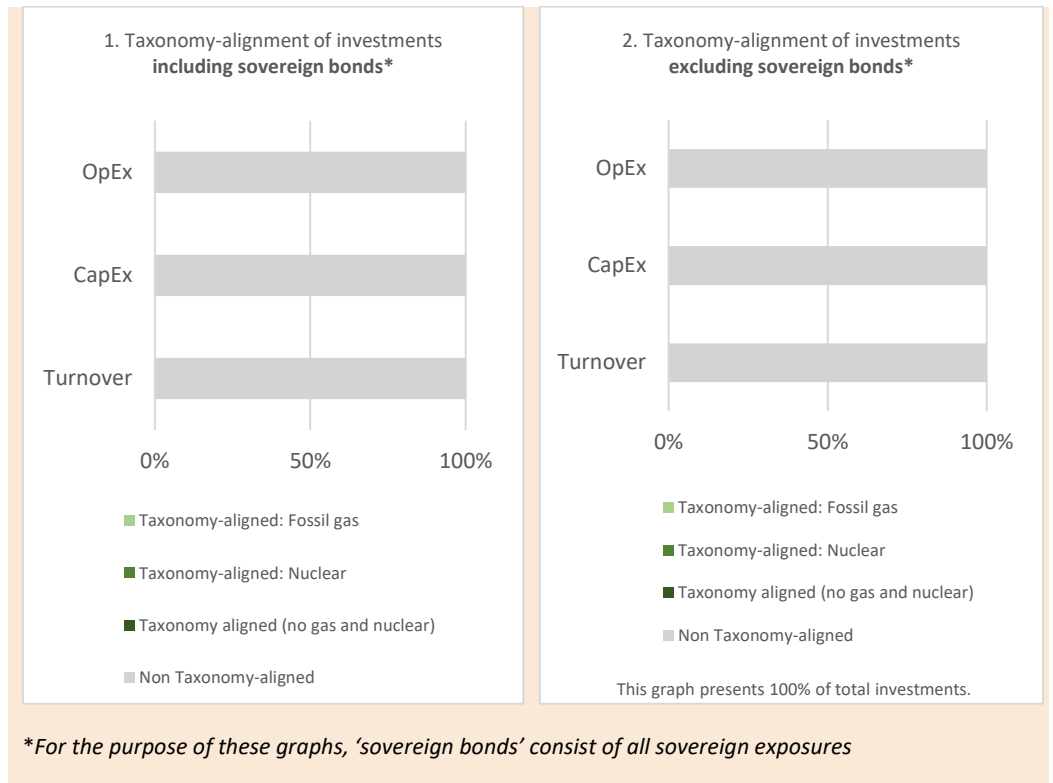 1. Taxonomy-alignment of investments
including sovereign bonds*
OpEx
CapEx
Turnover
0% 50% 100%
Taxonomy-aligned: Fossil gas
Taxonomy-aligned: Nuclear
Taxonomy aligned (no gas and nuclear)
Non Taxonomy-aligned
2. Taxonomy-alignment of investments
excluding sovereign bonds*
OpEx
CapEx
Turnover
0% 50% 100%
Taxonomy-aligned: Fossil gas
Taxonomy-aligned: Nuclear
Taxonomy aligned (no gas and nuclear)
Non Taxonomy-aligned
This graph presents 100% of total investments.
*For the purpose of these graphs, ‘sovereign bonds’ consist of all sovereign exposures